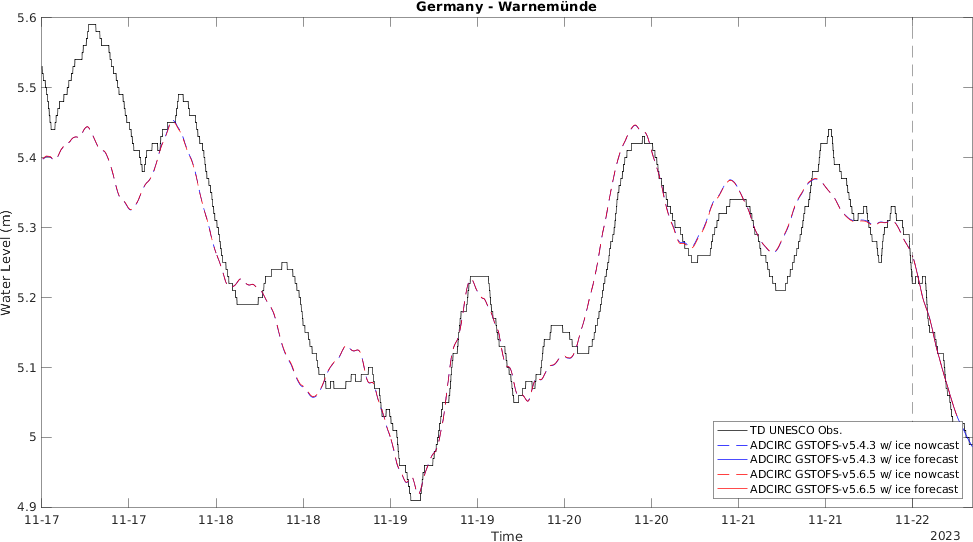 Germany - Warnemünde
5.6
5.5
5.4
5.3
5.2
5.1
5
4.9
Water Level (m)
TD UNESCO Obs.
ADCIRC GSTOFS-v5.4.3 w/ ice nowcast
ADCIRC GSTOFS-v5.4.3 w/ ice forecast
ADCIRC GSTOFS-v5.6.5 w/ ice nowcast
ADCIRC GSTOFS-v5.6.5 w/ ice forecast
11-17 11-17 11-18 11-18 11-19 11-19 11-20 11-20 11-21 11-21 11-22
Time
2023